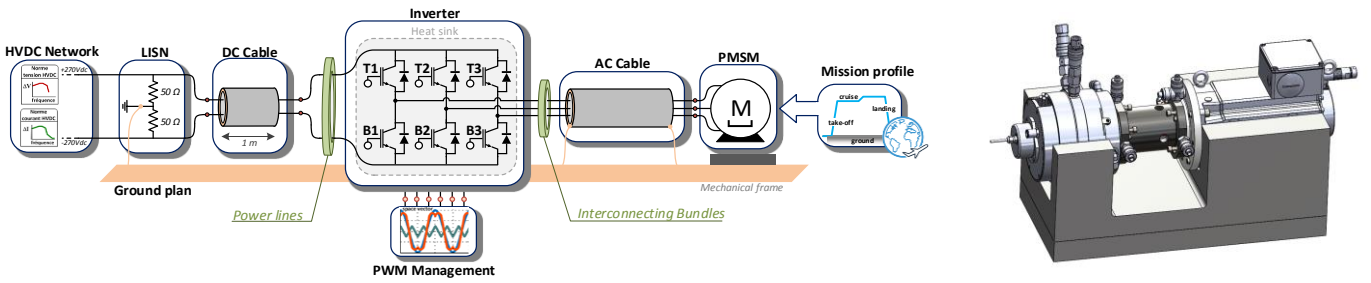 Inverter
Heat sink
HVDC Network
LISN
DC Cable
AC Cable
PMSM
Mission profile
Norme
tension HVDC
ΔV
fréquence
Norme
courant HVDC
ΔI
fréquence
+270Vdc
-270Vdc
50 Ω
50 Ω
1 m
T1
T2
T3
B1
B2
B3
M
cruise
landing
take-off
ground
Ground plan
Mechanical frame
Power lines
Interconnecting Bundles
PWM Management